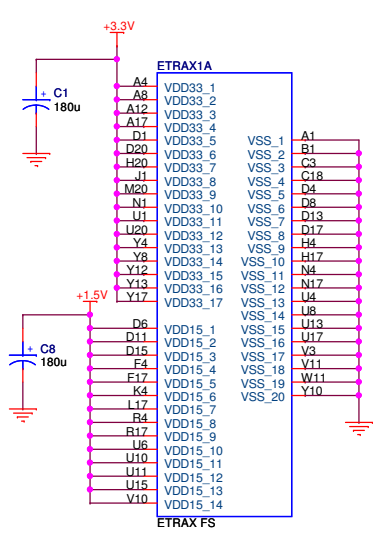 +3.3V
ETRAX1A
C1
+
180u
A4 VDD33_1
A8 VDD33_2
A12 VDD33_3
A17 VDD33_4
D1 VDD33_5 VSS_1 A1
D20 VDD33_6 VSS_2 B1
H20 VDD33_7 VSS_3 C3
J1 VDD33_8 VSS_4 C18
M20 VDD33_9 VSS_5 D4
N1 VDD33_10 VSS_6 D8
U1 VDD33_11 VSS_7 D13
U20 VDD33_12 VSS_8 D17
Y4 VDD33_13 VSS_9 H4
Y8 VDD33_14 VSS_10 H17
Y12 VDD33_15 VSS_11 N4
Y13 VDD33_16 VSS_12 N17
Y17 VDD33_17 VSS_13 U4
+1.5V
VSS_14 U8
D6 VDD15_1 VSS_15 U13
D11 VDD15_2 VSS_16 U17
D15 VDD15_3 VSS_17 V3
F4 VDD15_4 VSS_18 V11
F17 VDD15_5 VSS_19 W11
K4 VDD15_6 VSS_20 Y10
L17 VDD15_7
R4 VDD15_8
R17 VDD15_9
U6 VDD15_10
U10 VDD15_11
U11 VDD15_12
U15 VDD15_13
V10 VDD15_14
C8
+
180u
ETRAX FS